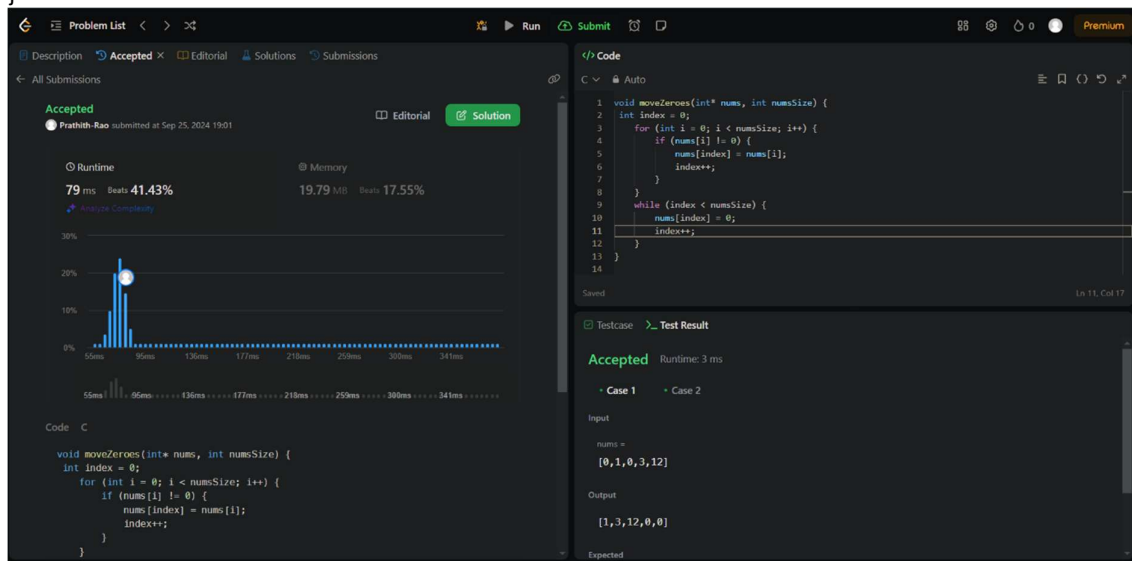 Problem List
Run
Submit
0
Premium
Description
Accepted
Editorial
Solutions
Submissions
All Submissions
Accepted
Prathith-Rao submitted at Sep 25, 2024 19:01
Editorial
Solution
Runtime
79 ms Beats 41.43%
Analyze Complexity
Memory
19.79 MB Beats 17.55%
30%
20%
10%
0%
55ms 95ms 136ms 177ms 218ms 259ms 300ms 341ms
55ms 95ms 136ms 177ms 218ms 259ms 300ms 341ms
Code C
void moveZeroes(int* nums, int numsSize) {
int index = 0;
for (int i = 0; i < numsSize; i++) {
if (nums[i] != 0) {
nums[index] = nums[i];
index++;
}
}
</> Code
C Auto
1 void moveZeroes(int* nums, int numsSize) {
2 int index = 0;
3 for (int i = 0; i < numsSize; i++) {
4 if (nums[i] != 0) {
5 nums[index] = nums[i];
6 index++;
7 }
8 }
9 while (index < numsSize) {
10 nums[index] = 0;
11 index++;
12 }
13 }
14
Saved
Ln 11, Col 17
Testcase
Test Result
Accepted Runtime: 3 ms
• Case 1 • Case 2
Input
nums =
[0,1,0,3,12]
Output
[1,3,12,0,0]
Expected